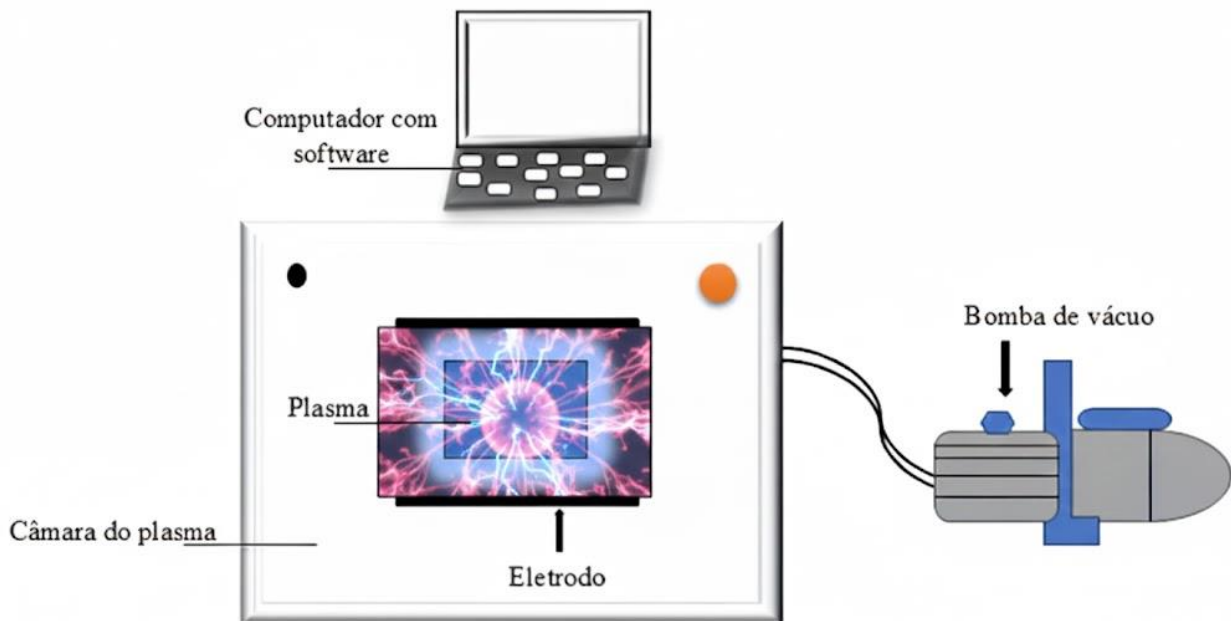 Computador com
software
Bomba de vácuo
Plasma
Câmara do plasma
Eletrodo